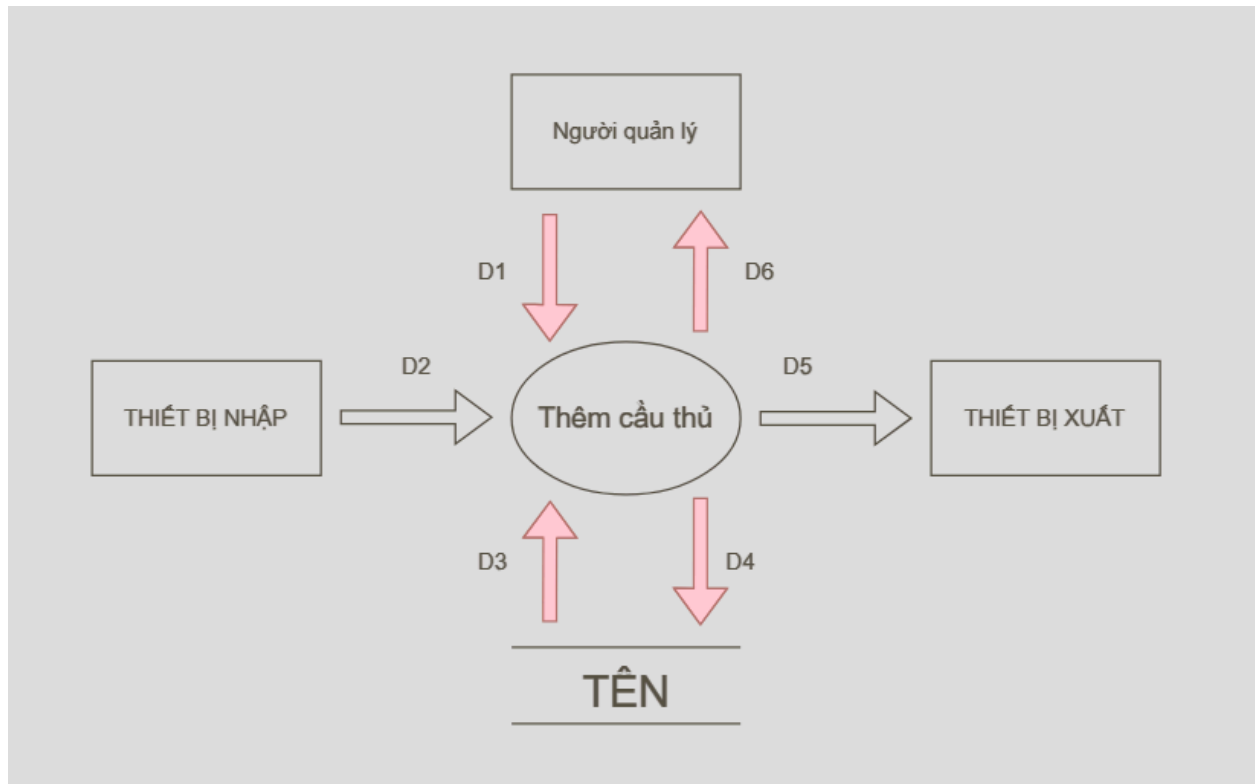 Người quản lý
D1
D6
D2
D5
THIẾT BỊ NHẬP
Thêm cầu thủ
THIẾT BỊ XUẤT
D3
D4
TÊN